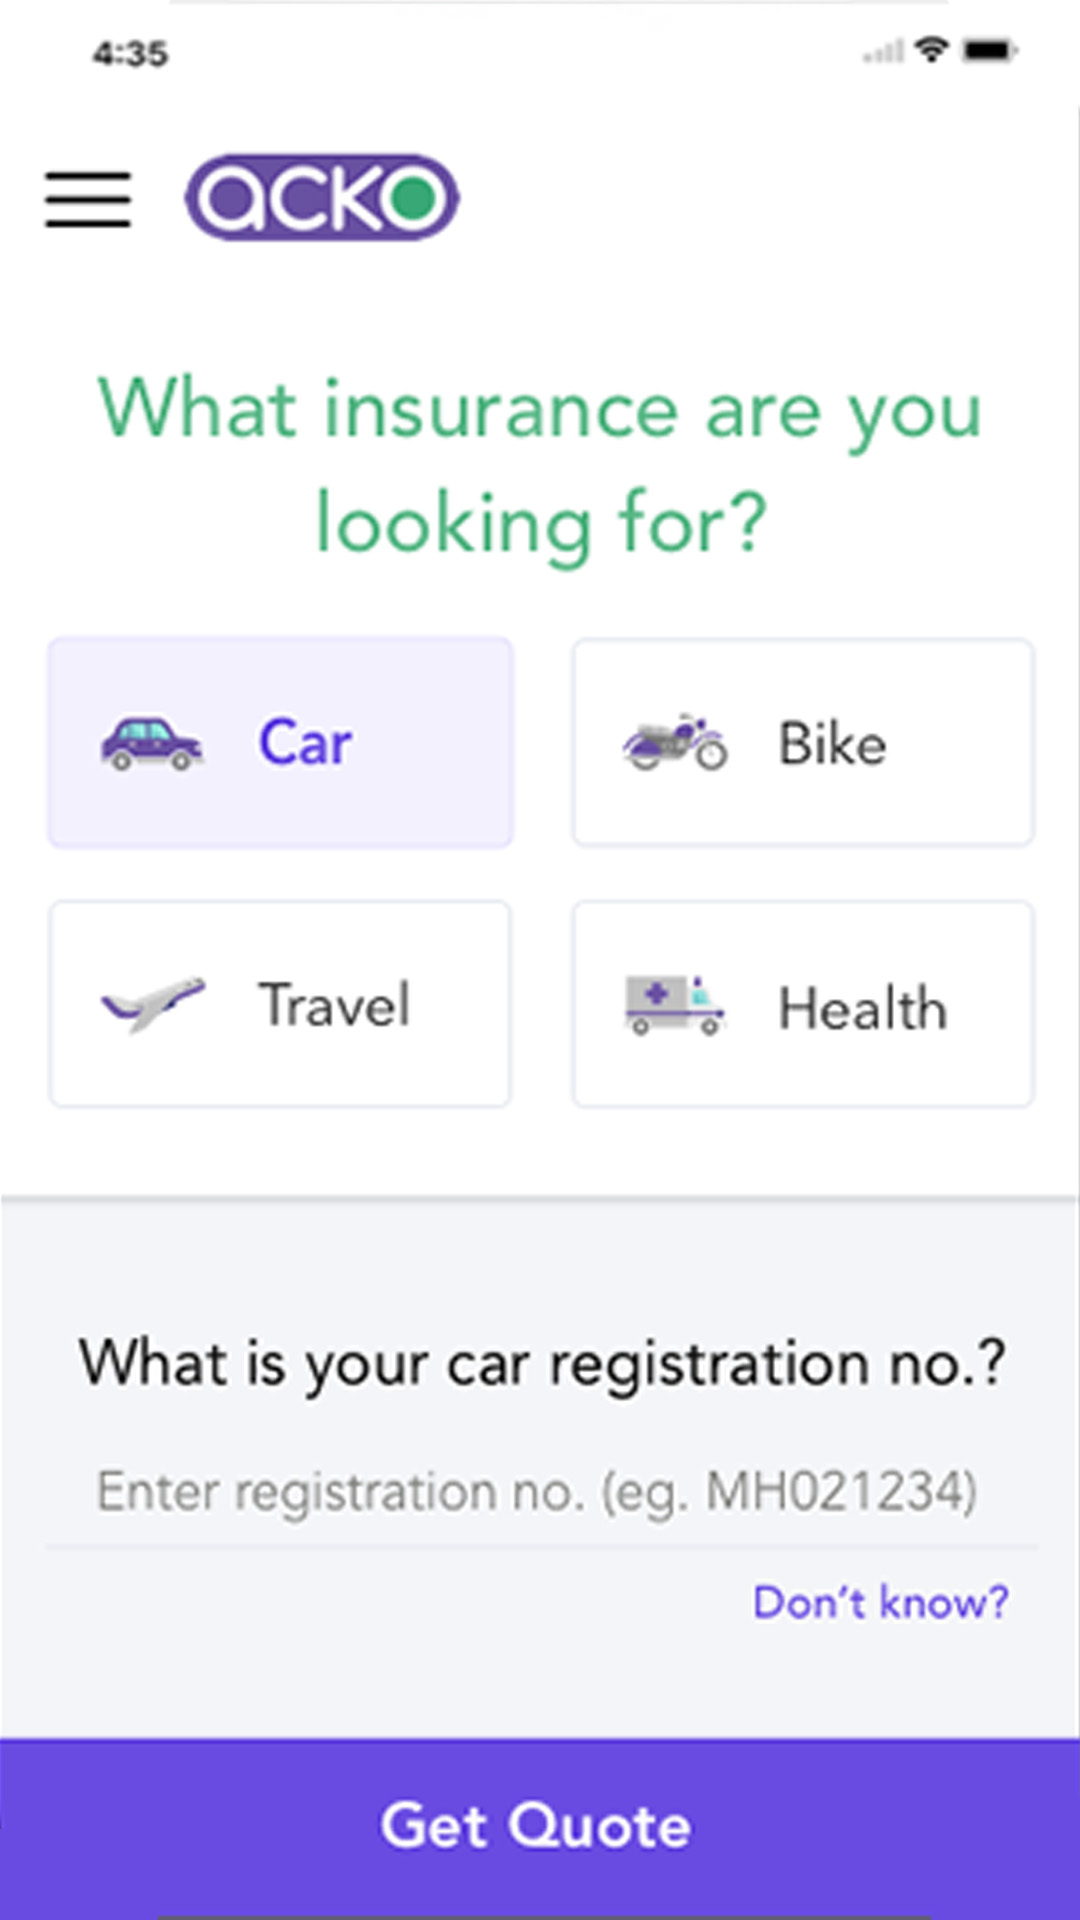 4:35
acko
What insurance are you
looking for?
Car
Bike
Travel
Health
What is your car registration no.?
Enter registration no. (eg. MH021234)
Don't know?
Get Quote